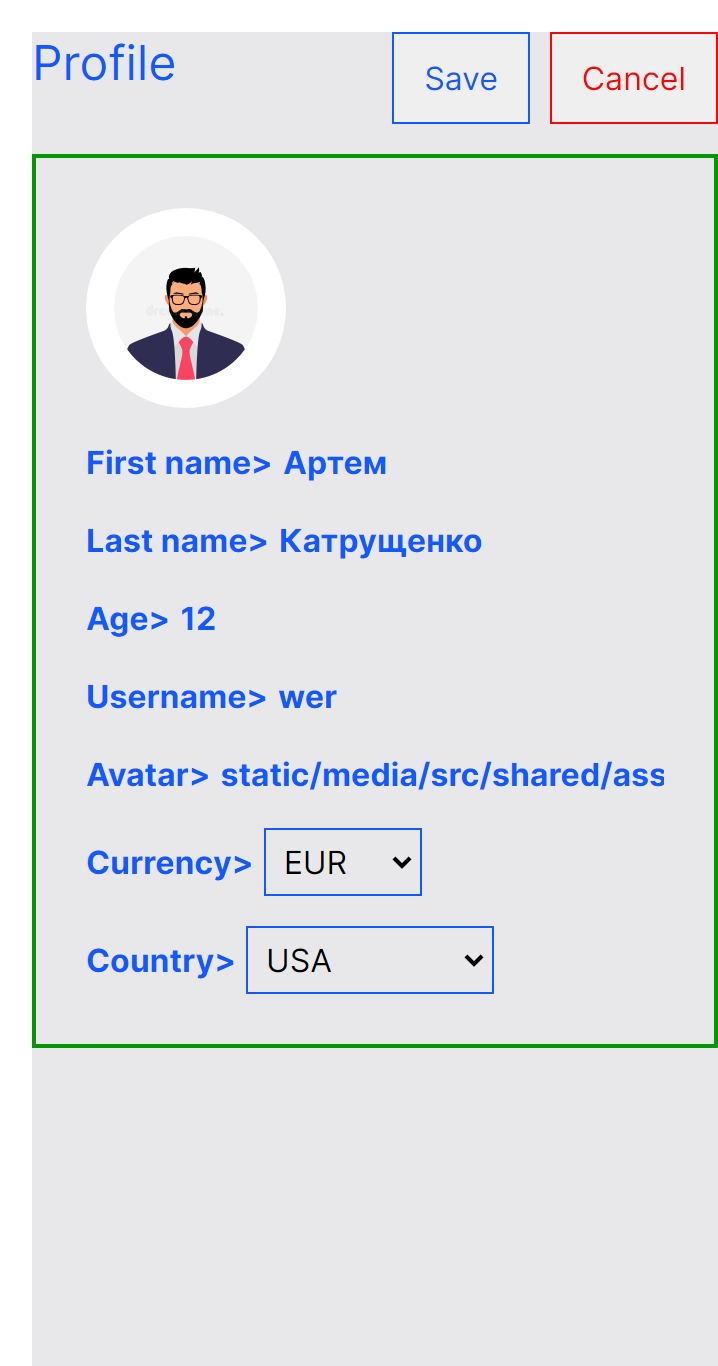 Profile
Save
Cancel
First name> Артем
Last name> Катрущенко
Age> 12
Username> wer
Avatar> static/media/src/shared/ass
Currency> EUR
Country> USA